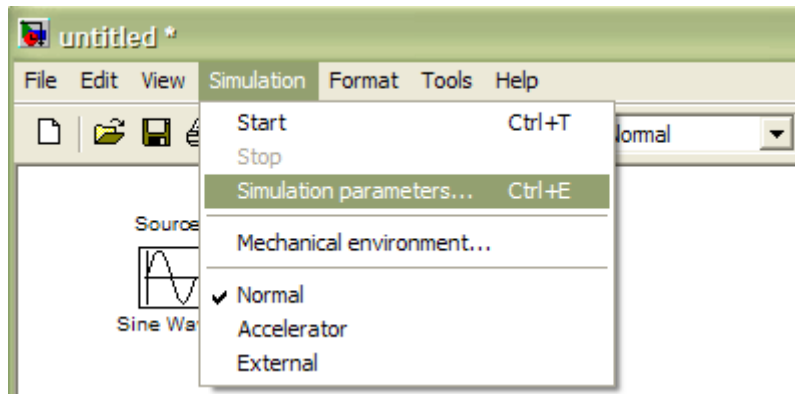 untitled *
File Edit View Simulation Format Tools Help
Start Ctrl+T
Normal
Stop
Simulation parameters... Ctrl+E
Source
Mechanical environment...
Normal
Sine Wa
Accelerator
External